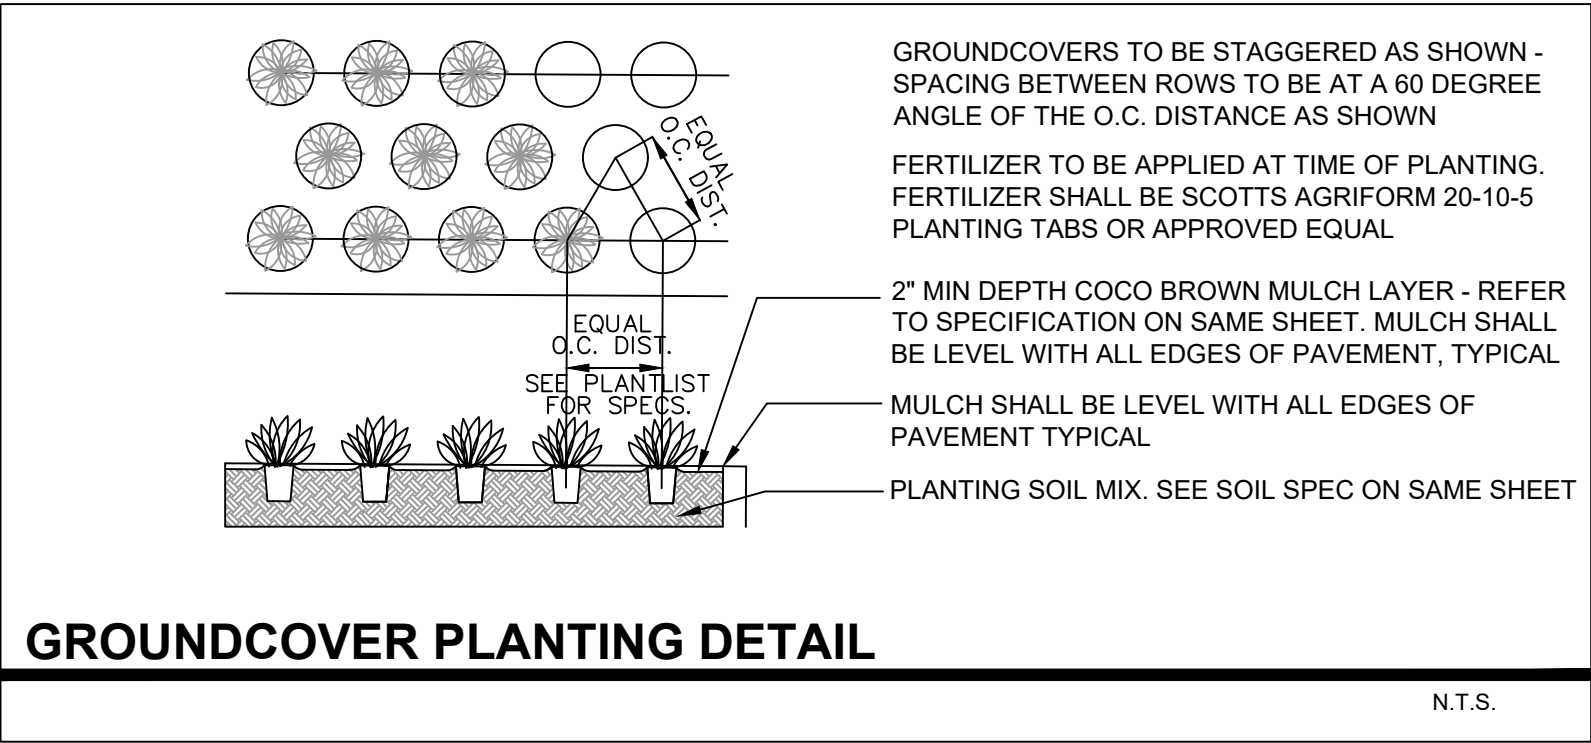 GROUNDCOVERS TO BE STAGGERED AS SHOWN -
SPACING BETWEEN ROWS TO BE AT A 60 DEGREE
ANGLE OF THE O.C. DISTANCE AS SHOWN
FERTILIZER TO BE APPLIED AT TIME OF PLANTING.
FERTILIZER SHALL BE SCOTTS AGRIFORM 20-10-5
PLANTING TABS OR APPROVED EQUAL
EQUAL
O.C. DIST.
2" MIN DEPTH COCO BROWN MULCH LAYER - REFER
TO SPECIFICATION ON SAME SHEET. MULCH SHALL
BE LEVEL WITH ALL EDGES OF PAVEMENT, TYPICAL
EQUAL
O.C. DIST.
SEE PLANTLIST
FOR SPECS.
MULCH SHALL BE LEVEL WITH ALL EDGES OF
PAVEMENT TYPICAL
PLANTING SOIL MIX. SEE SOIL SPEC ON SAME SHEET
GROUNDCOVER PLANTING DETAIL
N.T.S.